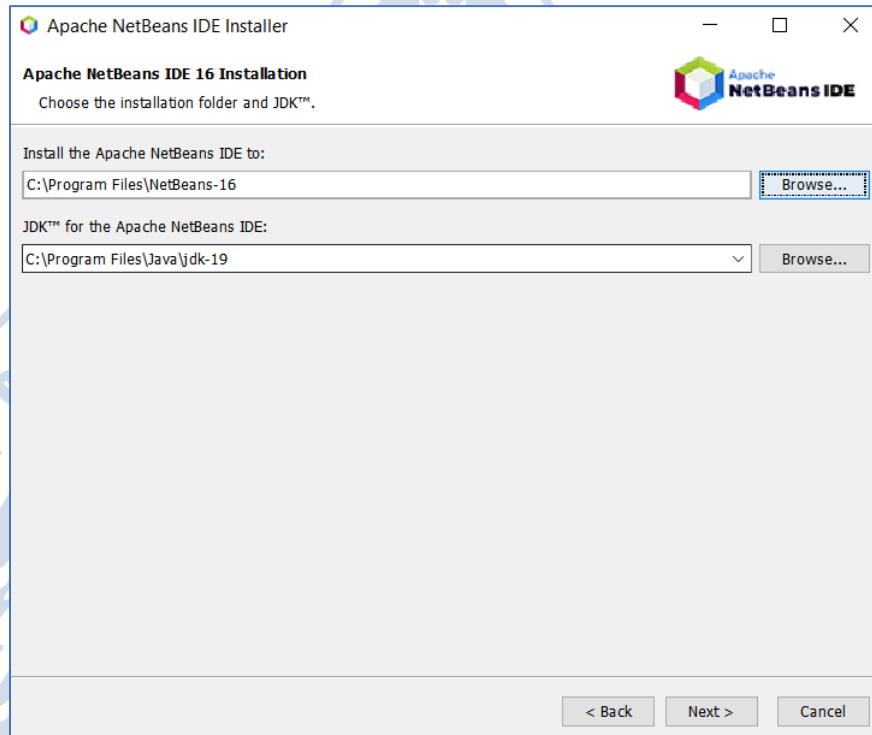 Apache NetBeans IDE Installer
Apache NetBeans IDE 16 Installation
Choose the installation folder and JDK™.
Apache
NetBeans IDE
Install the Apache NetBeans IDE to:
C:\Program Files\NetBeans-16
Browse...
JDK™ for the Apache NetBeans IDE:
C:\Program Files\Java\jdk-19
Browse...
< Back
Next >
Cancel